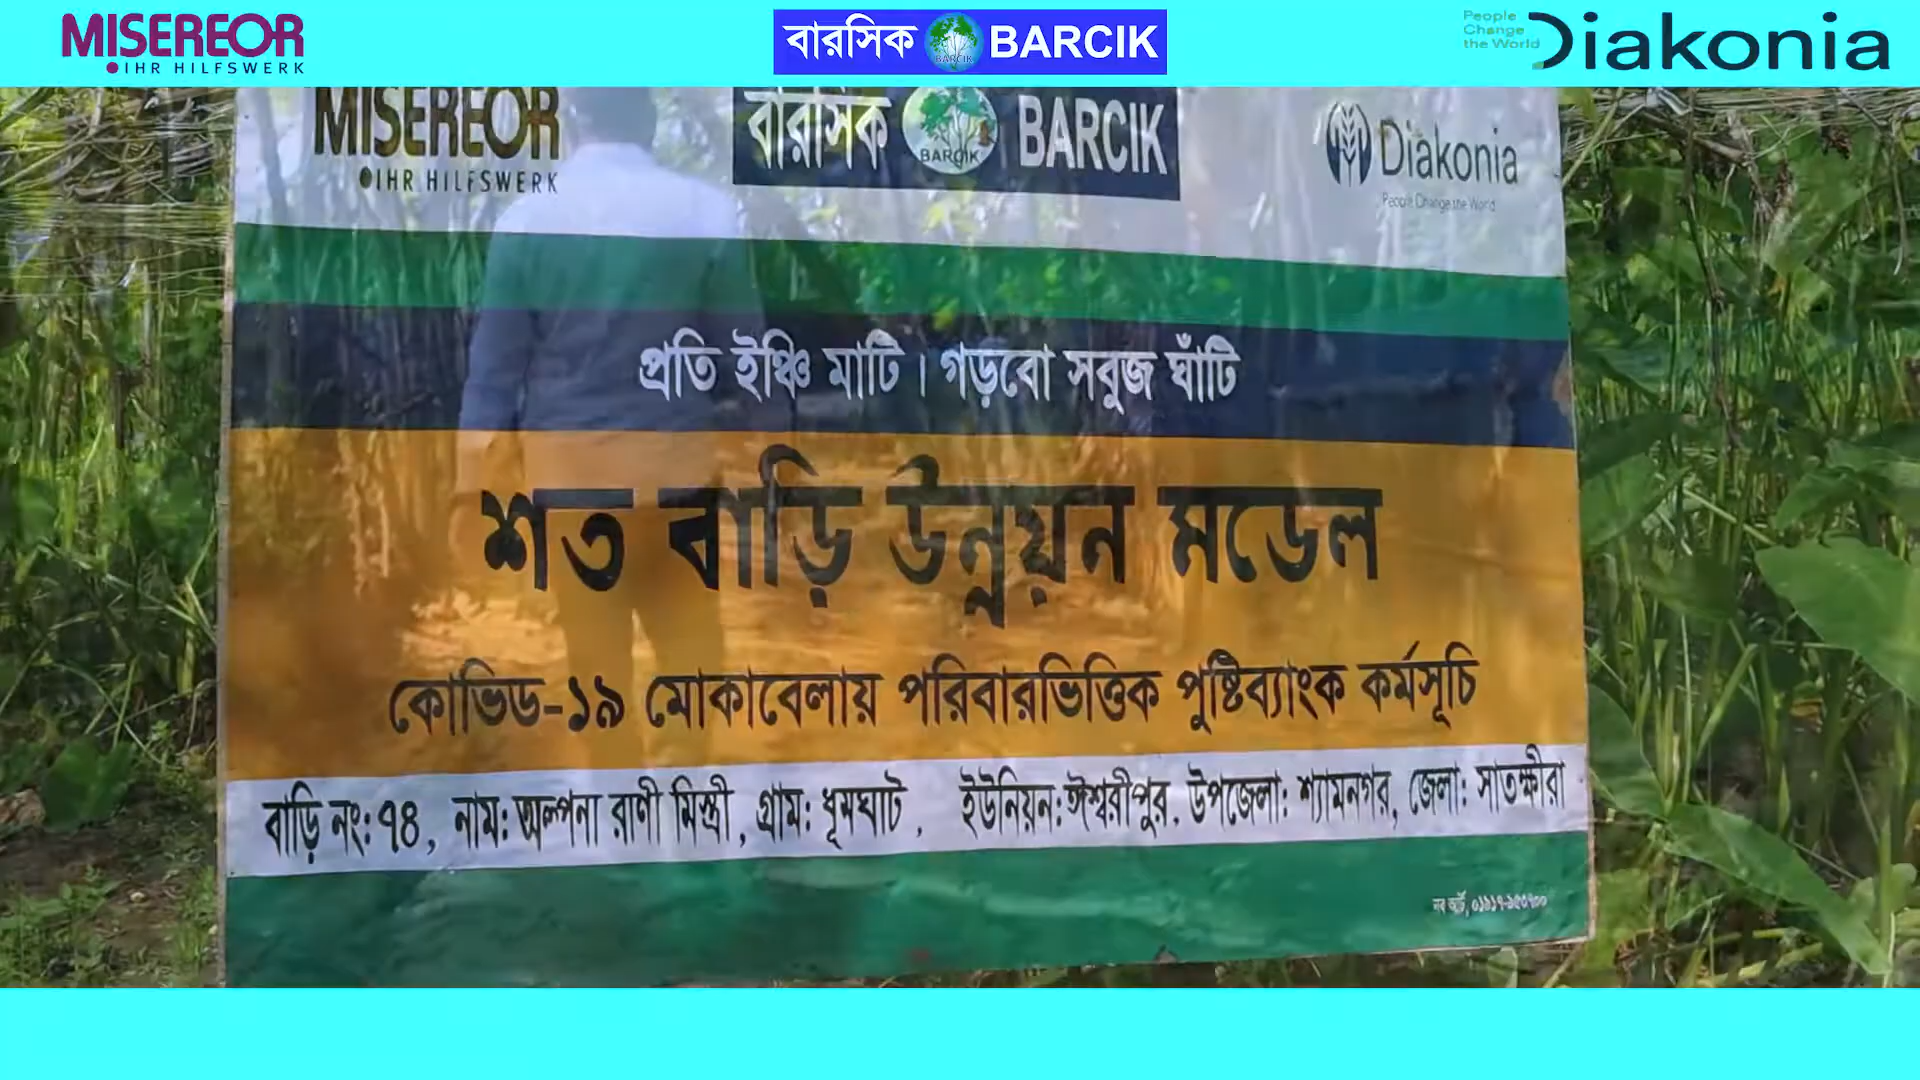 MISEREOR
IHR HILFSWERK
বারসিক BARCIK BARCIK
People
Change
the World
Diakonia
MISEREOR
IHR HILFSWERK
বারসিক BARCIK BARCIK
Diakonia
People Change the World
প্রতি ইঞ্চি মাটি। গড়বো সবুজ ঘাঁটি
শত বাড়ি উন্নয়ন মডেল
কোভিড-১৯ মোকাবেলায় পরিবারভিত্তিক পুষ্টিব্যাংক কর্মসূচি
বাড়ি নং: ৭৪, নাম: অল্পনা রাণী মিস্ত্রী, গ্রাম: ধূমঘাট, ইউনিয়ন: ঈশ্বরীপুর, উপজেলা: শ্যামনগর, জেলা: সাতক্ষীরা